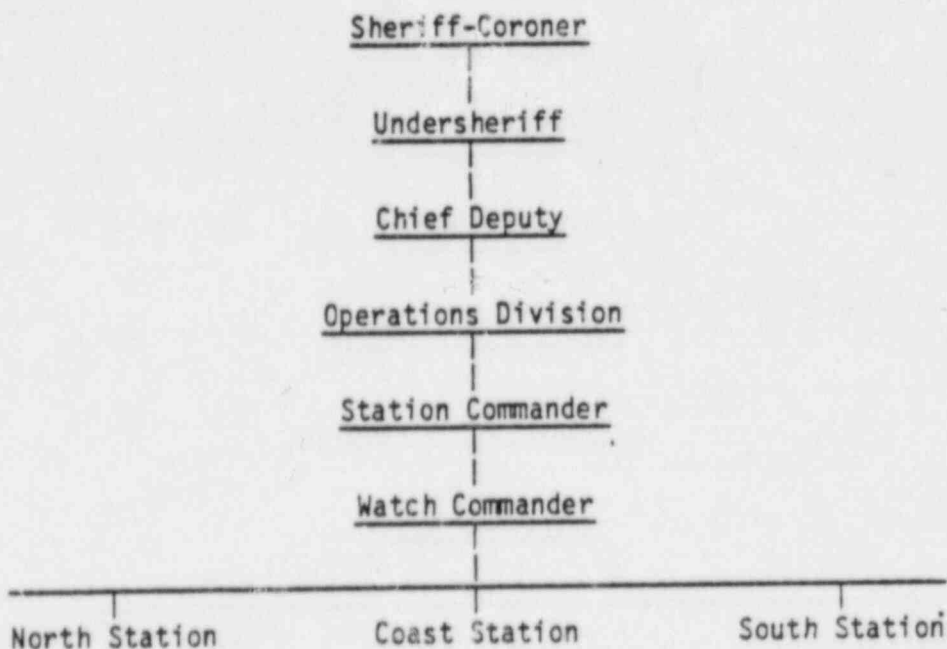 Sheriff-Coroner
Undersheriff
Chief Deputy
Operations Division
Station Commander
Watch Commander
North Station Coast Station South Station